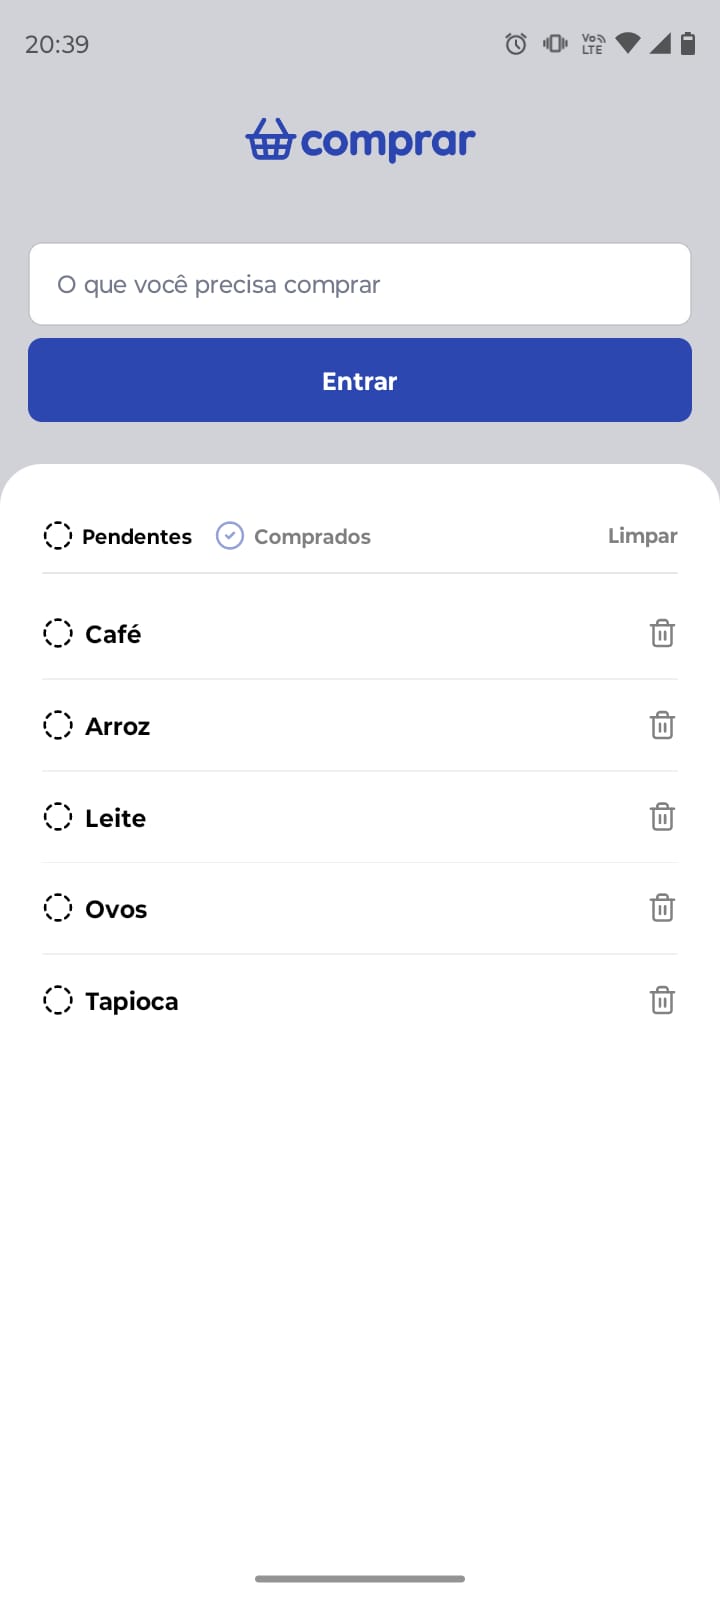 20:39
Vo LTE
comprar
O que você precisa comprar
Entrar
Pendentes Comprados Limpar
Café
Arroz
Leite
Ovos
Tapioca